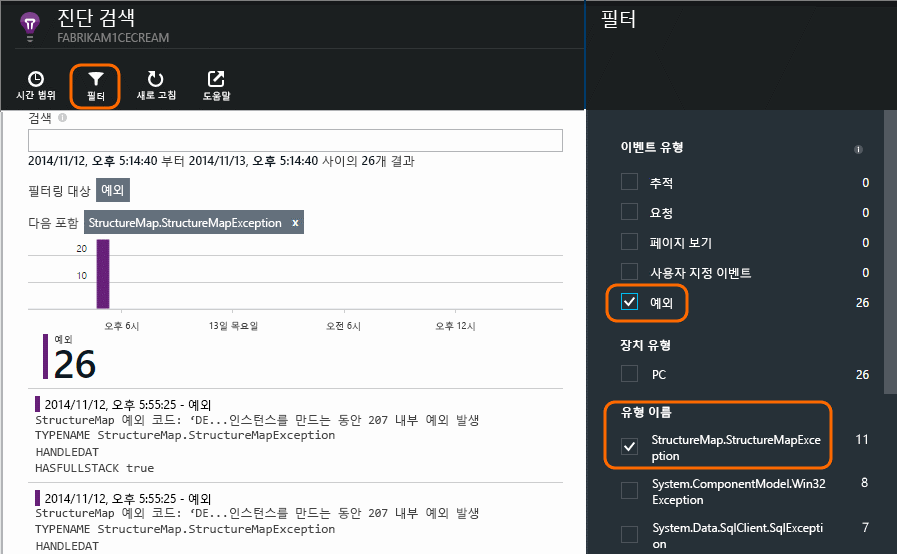 진단 검색
FABRIKAM1CECREAM
시간 범위
필터
새로 고침
도움말
검색
2014/11/12, 오후 5:14:40 부터 2014/11/13, 오후 5:14:40 사이의 26개 결과
필터링 대상 예외
다음 포함 StructureMap.StructureMapException x
20
10
오후 6시
13일 목요일
오전 6시
오후 12시
예외
26
2014/11/12, 오후 5:55:25 - 예외
StructureMap 예외 코드: ‘DE...인스턴스를 만드는 동안 207 내부 예외 발생
TYPENAME StructureMap.StructureMapException
HANDLEDAT
HASFULLSTACK true
2014/11/12, 오후 5:55:25 - 예외
StructureMap 예외 코드: ‘DE...인스턴스를 만드는 동안 207 내부 예외 발생
TYPENAME StructureMap.StructureMapException
HANDLEDAT
필터
이벤트 유형
추적 0
요청 0
페이지 보기 0
사용자 지정 이벤트 0
예외 26
장치 유형
PC 26
유형 이름
StructureMap.StructureMapExce 11
ption
System.ComponentModel.Win32 8
Exception
System.Data.SqlClient.SqlExcepti 7
on